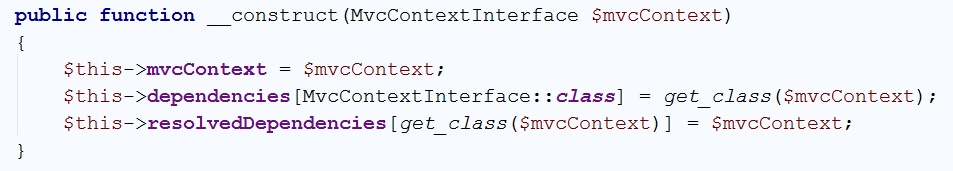 public function __construct(MvcContextInterface $mvcContext)
{
    $this->mvcContext = $mvcContext;
    $this->dependencies[MvcContextInterface::class] = get_class($mvcContext);
    $this->resolvedDependencies[get_class($mvcContext)] = $mvcContext;
}